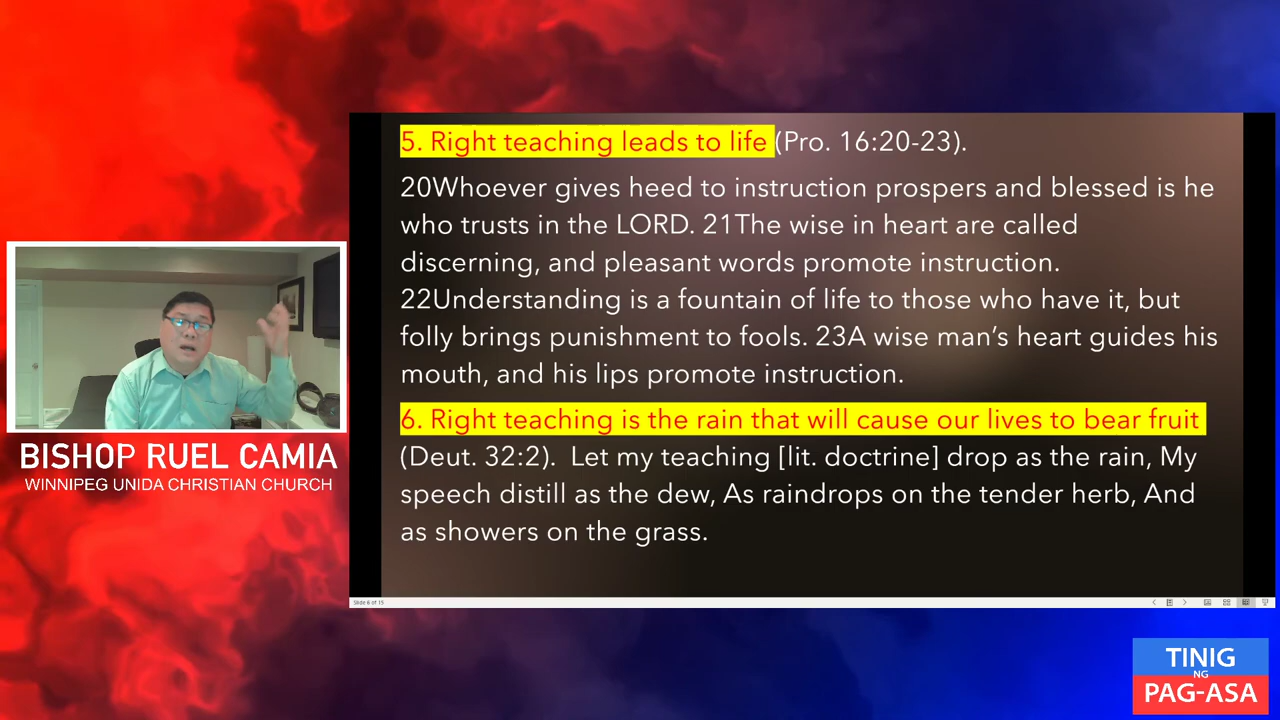 5. Right teaching leads to life (Pro. 16:20-23).
20Whoever gives heed to instruction prospers and blessed is he
who trusts in the LORD. 21The wise in heart are called
discerning, and pleasant words promote instruction.
22Understanding is a fountain of life to those who have it, but
folly brings punishment to fools. 23A wise man’s heart guides his
mouth, and his lips promote instruction.
6. Right teaching is the rain that will cause our lives to bear fruit
(Deut. 32:2).  Let my teaching [lit. doctrine] drop as the rain, My
speech distill as the dew, As raindrops on the tender herb, And
as showers on the grass.
Slide 6 of 15
BISHOP RUEL CAMIA
WINNIPEG UNIDA CHRISTIAN CHURCH
TINIG
NG
PAG-ASA